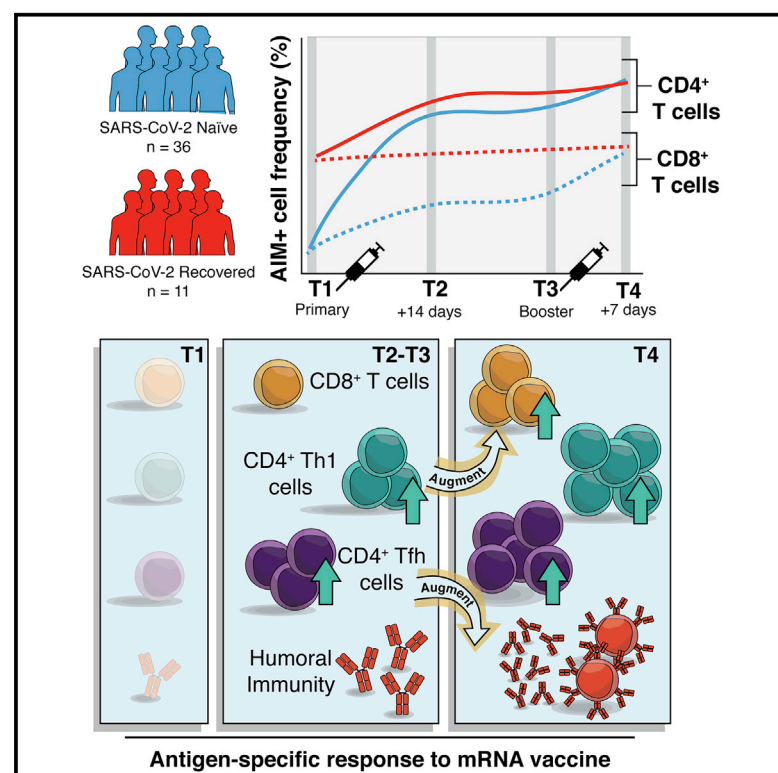 SARS-CoV-2 Naïve
n = 36
SARS-CoV-2 Recovered
n = 11
AIM+ cell frequency (%)
CD4+
T cells
CD8+
T cells
T1
Primary
T2
+14 days
T3
Booster
T4
+7 days
T1
T2-T3
CD8+ T cells
CD4+ Th1
cells
Augment
CD4+ Tfh
cells
Augment
Humoral
Immunity
T4
Antigen-specific response to mRNA vaccine